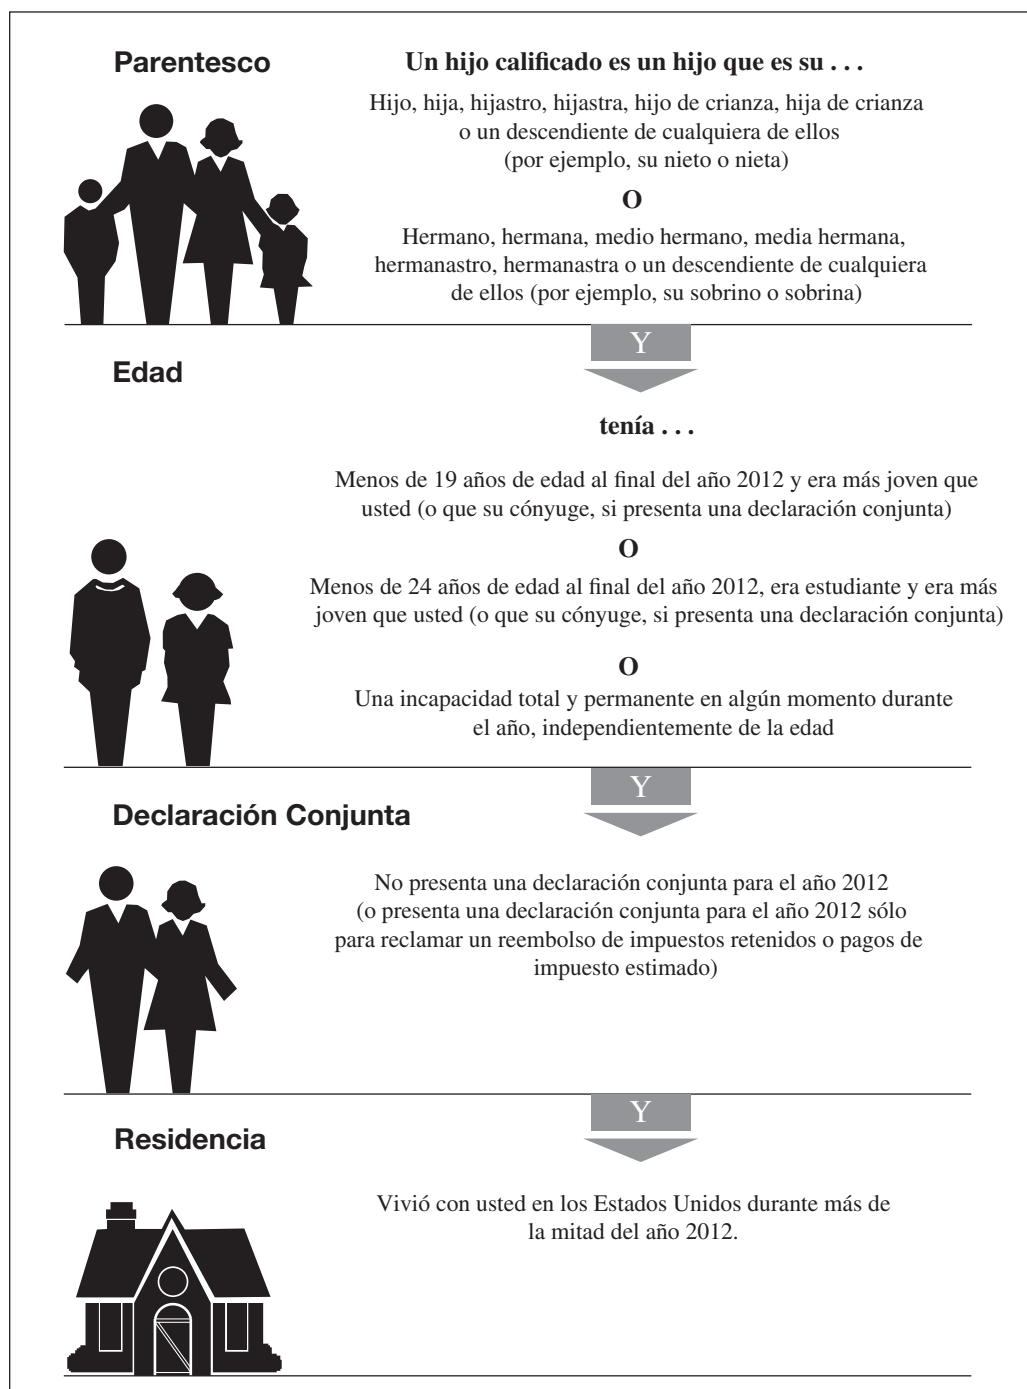 Parentesco
Un hijo calificado es un hijo que es su . . .
Hijo, hija, hijastro, hijastra, hijo de crianza, hija de crianza
o un descendiente de cualquiera de ellos
(por ejemplo, su nieto o nieta)
O
Hermano, hermana, medio hermano, media hermana,
hermanastro, hermanastra o un descendiente de cualquiera
de ellos (por ejemplo, su sobrino o sobrina)
Y
Edad
tenía . . .
Menos de 19 años de edad al final del año 2012 y era más joven que
usted (o que su cónyuge, si presenta una declaración conjunta)
O
Menos de 24 años de edad al final del año 2012, era estudiante y era más
joven que usted (o que su cónyuge, si presenta una declaración conjunta)
O
Una incapacidad total y permanente en algún momento durante
el año, independientemente de la edad
Y
Declaración Conjunta
No presenta una declaración conjunta para el año 2012
(o presenta una declaración conjunta para el año 2012 sólo
para reclamar un reembolso de impuestos retenidos o pagos de
impuesto estimado)
Y
Residencia
Vivió con usted en los Estados Unidos durante más de
la mitad del año 2012.